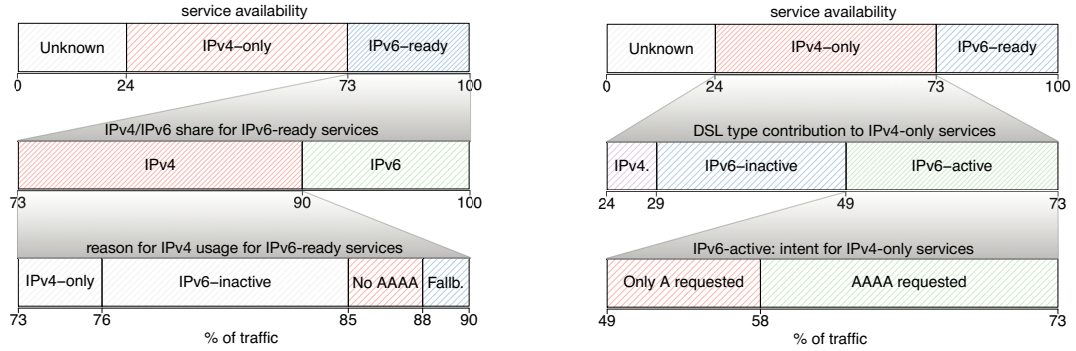 service availability
Unknown IPv4-only IPv6-ready
0 24 73 100
IPv4/IPv6 share for IPv6-ready services
IPv4 IPv6
73 90 100
reason for IPv4 usage for IPv6-ready services
IPv4-only IPv6-inactive No AAAA Fallb.
73 76 85 88 90
% of traffic
service availability
Unknown IPv4-only IPv6-ready
0 24 73 100
DSL type contribution to IPv4-only services
IPv4. IPv6-inactive IPv6-active
24 29 49 73
IPv6-active: intent for IPv4-only services
Only A requested AAAA requested
49 58 73
% of traffic